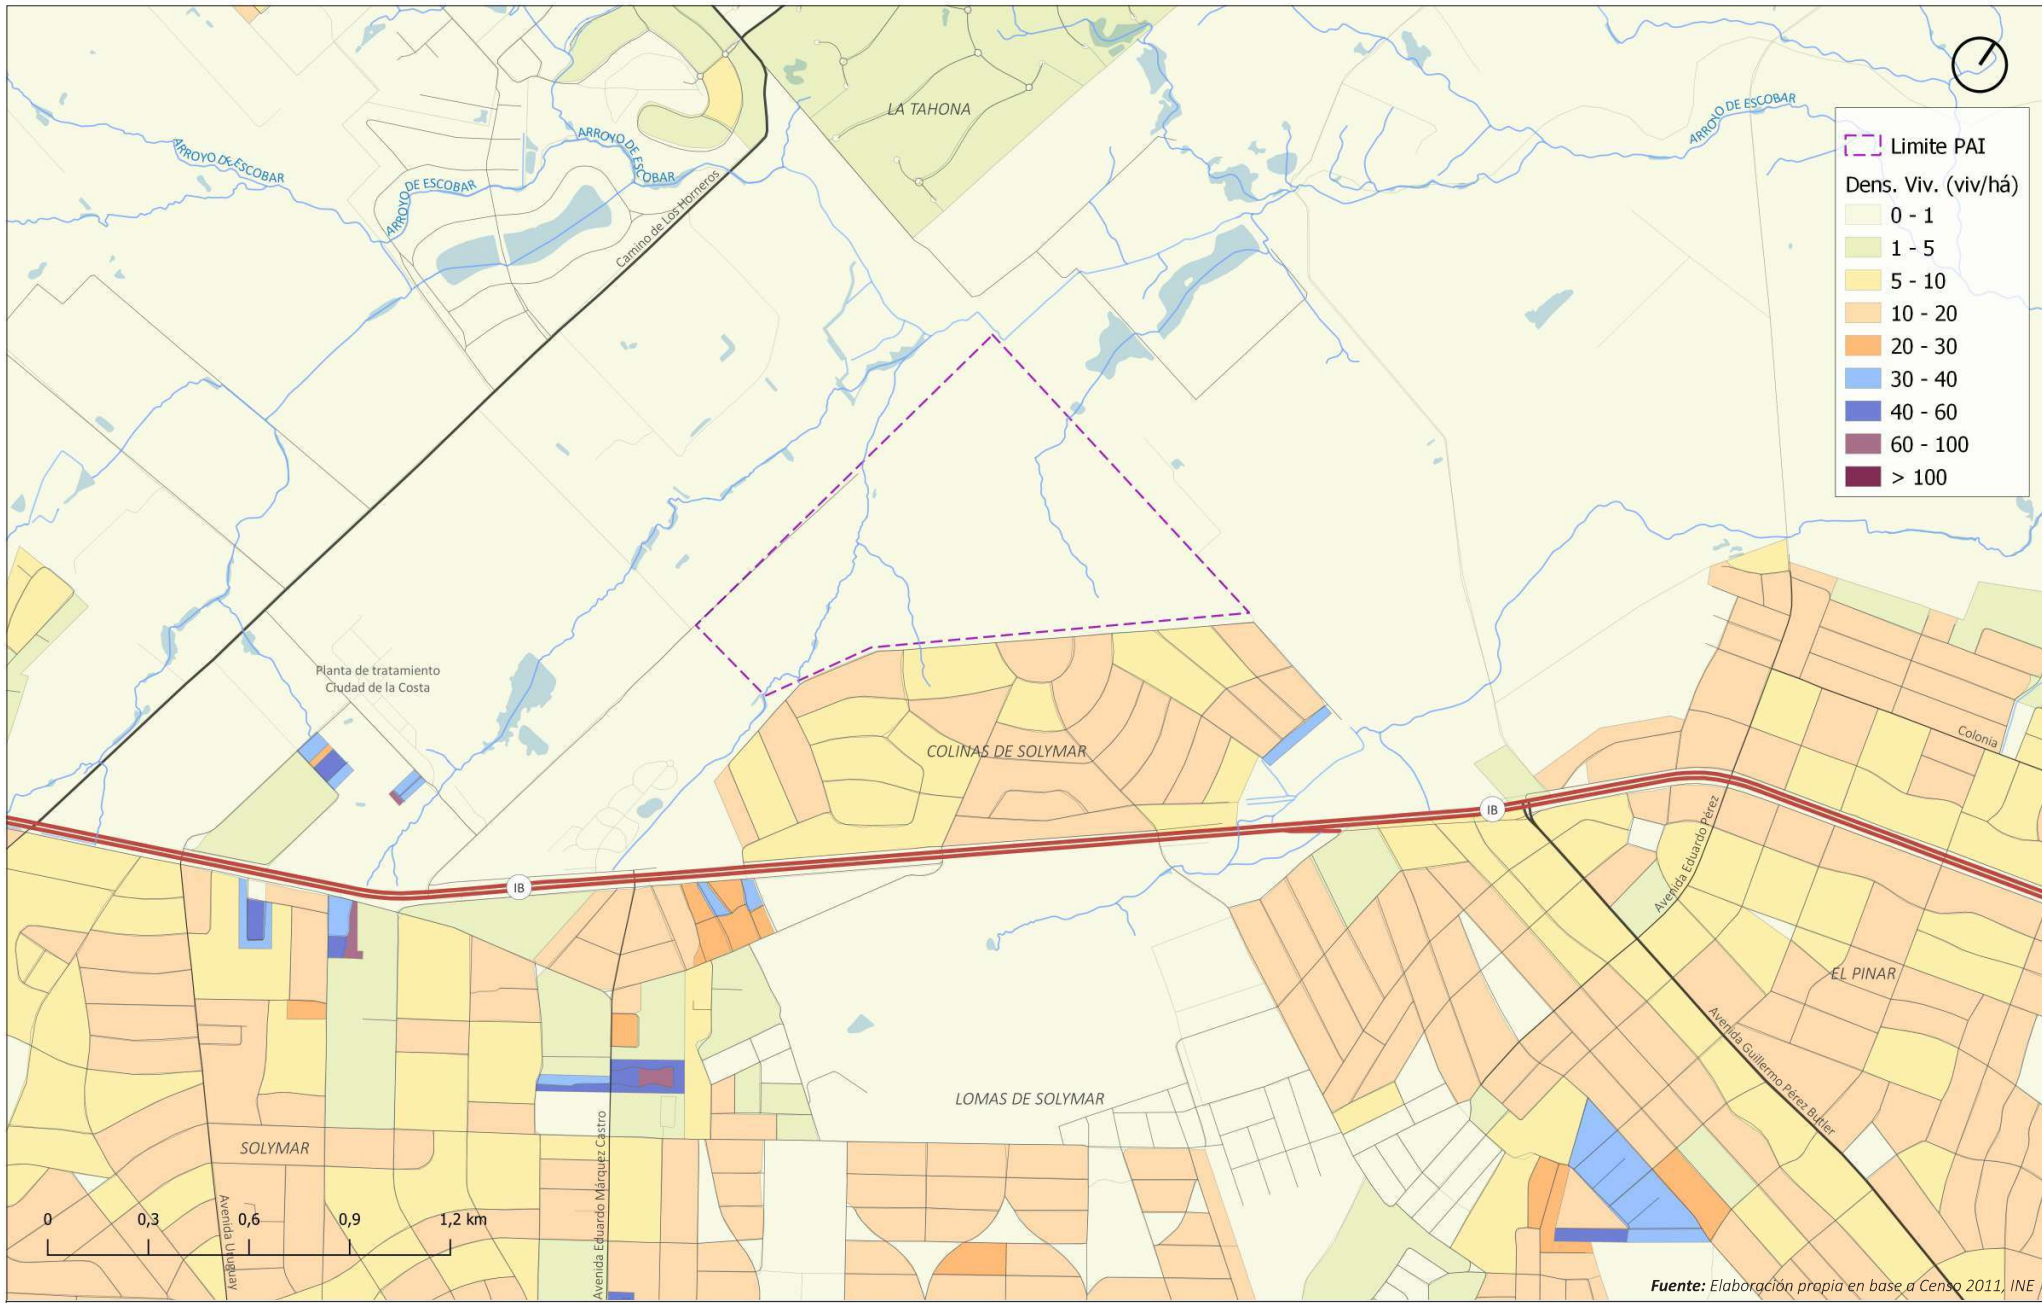 LA TAHONA
ARROYO DE ESCOBAR
ARROYO DE ESCOBAR
ARROYO DE ESCOBAR
ARROYO DE ESCOBAR
Camino de Los Horneros
Limite PAI
Dens. Viv. (viv/há)
0 - 1
1 - 5
5 - 10
10 - 20
20 - 30
30 - 40
40 - 60
60 - 100
> 100
Planta de tratamiento
Ciudad de la Costa
COLINAS DE SOLYMAR
Colonia
IB
IB
Avenida Eduardo Pérez
EL PINAR
Avenida Guillermo Pérez Butler
LOMAS DE SOLYMAR
SOLYMAR
Avenida Eduardo Márquez Castro
Avenida Uruguay
0 0,3 0,6 0,9 1,2 km
Fuente: Elaboración propia en base a Censo 2011, INE